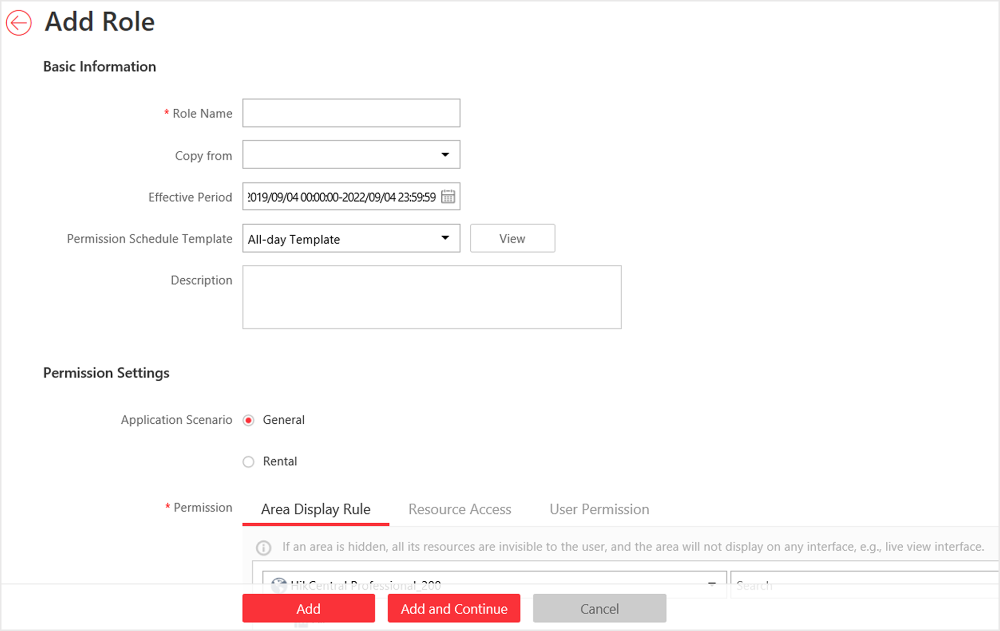 Add Role
Basic Information
* Role Name
Copy from
Effective Period 2019/09/04 00:00:00-2022/09/04 23:59:59
Permission Schedule Template All-day Template View
Description
Permission Settings
Application Scenario General
Rental
* Permission Area Display Rule Resource Access User Permission
If an area is hidden, all its resources are invisible to the user, and the area will not display on any interface, e.g., live view interface.
HikCentral Professional_200 Search
Add Add and Continue Cancel